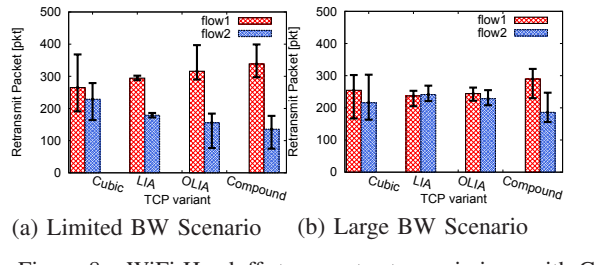 500
400
300
200
100
0
Retransmit Packet [pkt]
flow1
flow2
Cubic
LIA
OLIA
Compound
TCP variant
(a) Limited BW Scenario
500
400
300
200
100
0
Retransmit Packet [pkt]
flow1
flow2
Cubic
LIA
OLIA
Compound
TCP variant
(b) Large BW Scenario